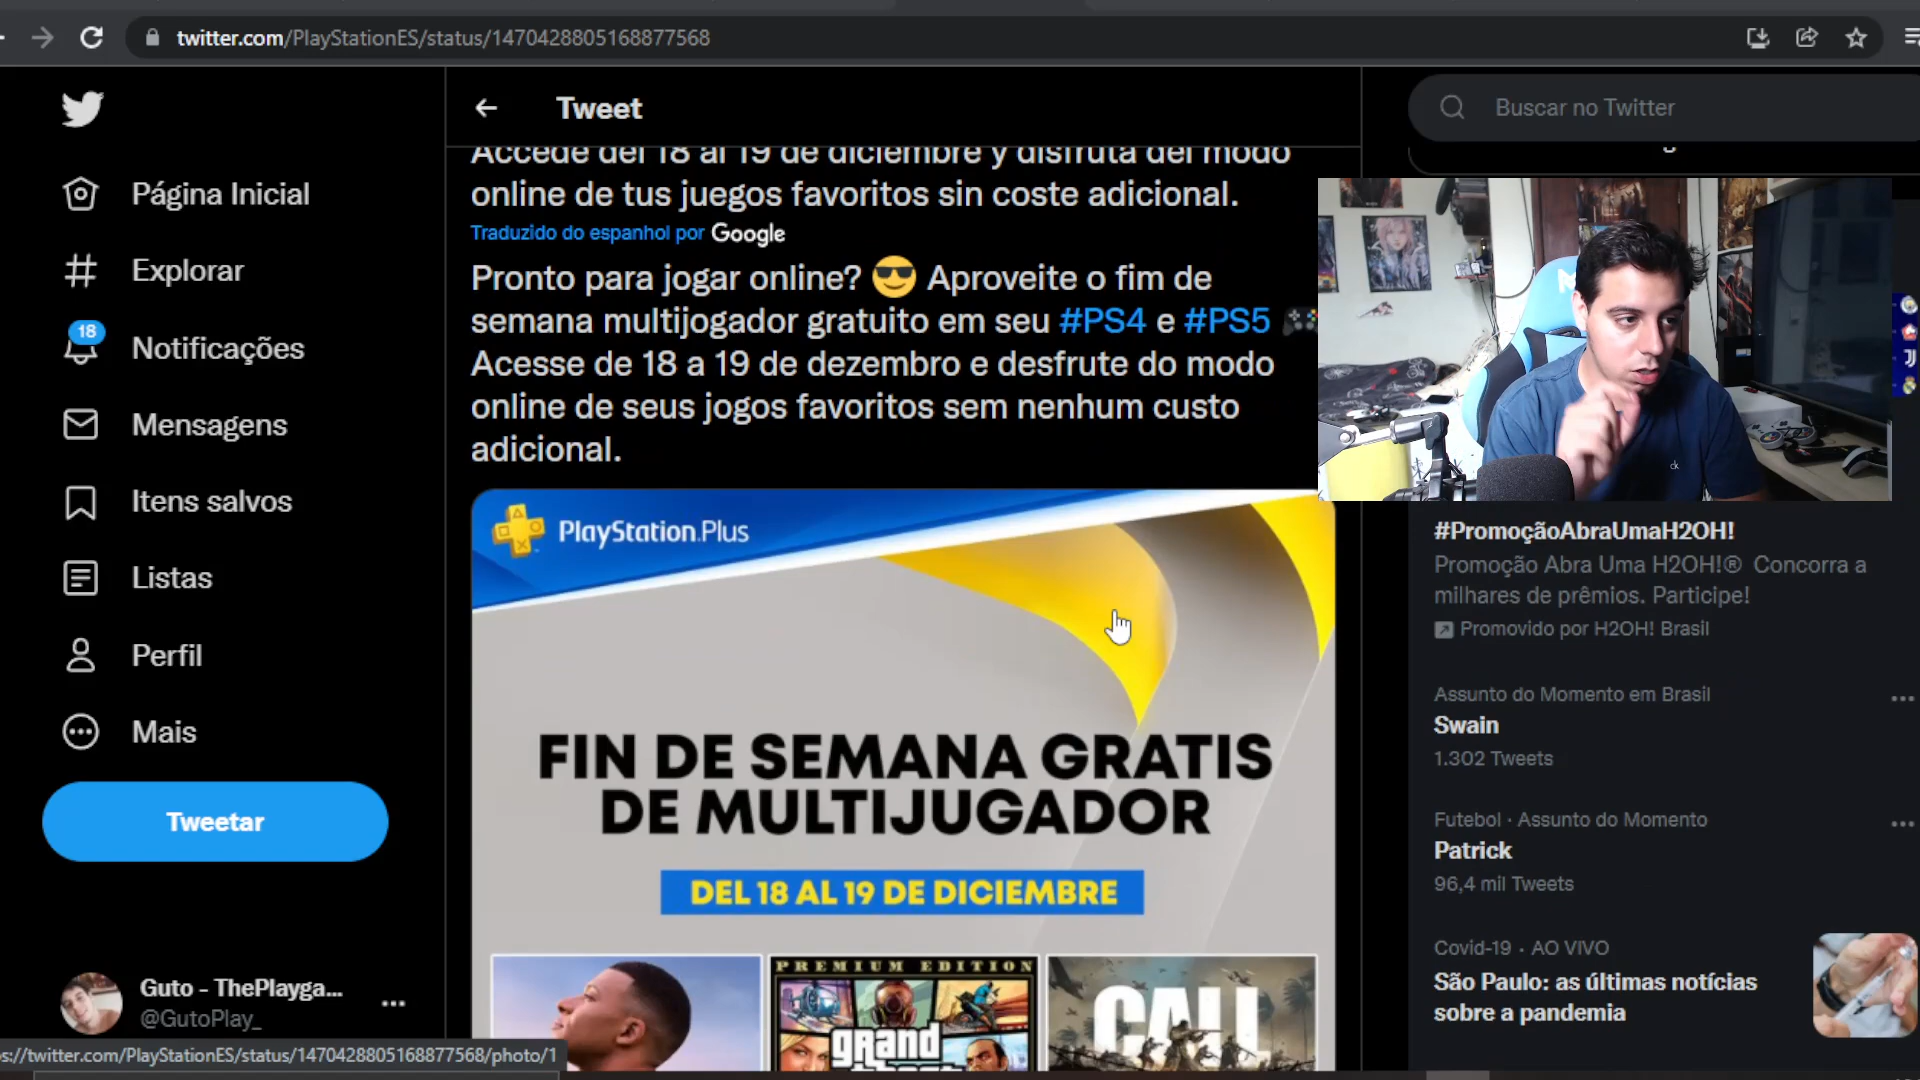 twitter.com/PlayStationES/status/1470428805168877568
Tweet
Buscar no Twitter
Accede del 18 al 19 de diciembre y disfruta del modo
online de tus juegos favoritos sin coste adicional.
Traduzido do espanhol por Google
Pronto para jogar online? 😎 Aproveite o fim de
semana multijogador gratuito em seu #PS4 e #PS5 🎮
Acesse de 18 a 19 de dezembro e desfrute do modo
online de seus jogos favoritos sem nenhum custo
adicional.
Página Inicial
Explorar
18
Notificações
Mensagens
Itens salvos
Listas
Perfil
Mais
Tweetar
Guto - ThePlayga...
@GutoPlay_
PlayStation.Plus
FIN DE SEMANA GRATIS
DE MULTIJUGADOR
DEL 18 AL 19 DE DICIEMBRE
PREMIUM EDITION
grand
CALL
#PromoçãoAbraUmaH2OH!
Promoção Abra Uma H2OH!® Concorra a
milhares de prêmios. Participe!
Promovido por H2OH! Brasil
Assunto do Momento em Brasil
Swain
1.302 Tweets
Futebol · Assunto do Momento
Patrick
96,4 mil Tweets
Covid-19 · AO VIVO
São Paulo: as últimas notícias
sobre a pandemia
s://twitter.com/PlayStationES/status/1470428805168877568/photo/1